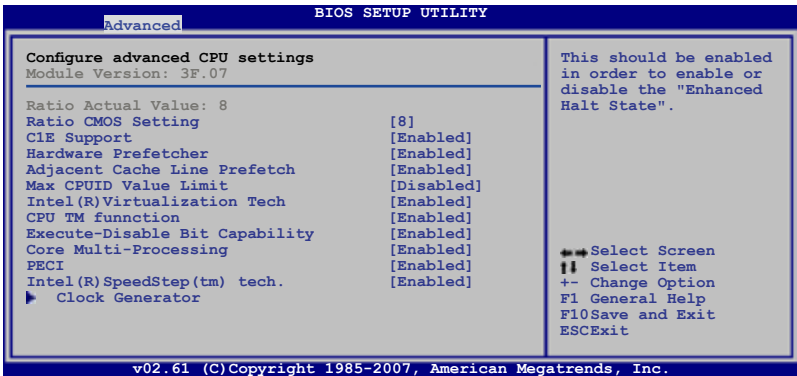 BIOS SETUP UTILITY
Advanced
Configure advanced CPU settings
Module Version: 3F.07
Ratio Actual Value: 8
Ratio CMOS Setting [8]
C1E Support [Enabled]
Hardware Prefetcher [Enabled]
Adjacent Cache Line Prefetch [Enabled]
Max CPUID Value Limit [Disabled]
Intel(R)Virtualization Tech [Enabled]
CPU TM funnction [Enabled]
Execute-Disable Bit Capability [Enabled]
Core Multi-Processing [Enabled]
PECI [Enabled]
Intel(R)SpeedStep(tm) tech. [Enabled]
Clock Generator
This should be enabled
in order to enable or
disable the "Enhanced
Halt State".
Select Screen
Select Item
+- Change Option
F1 General Help
F10Save and Exit
ESCExit
v02.61 (C)Copyright 1985-2007, American Megatrends, Inc.